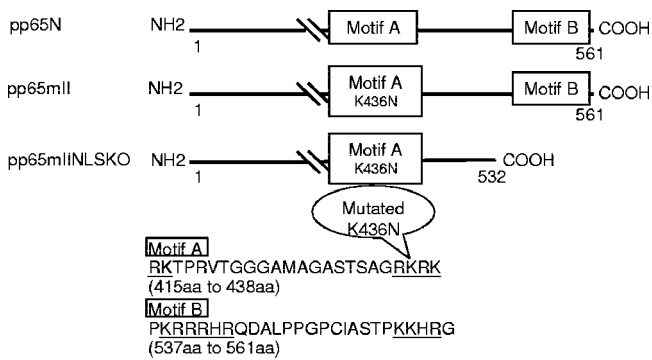 pp65N NH2 Motif A Motif B COOH
1 561
pp65mII NH2 Motif A K436N Motif B COOH
1 561
pp65mIINLSKO NH2 Motif A K436N COOH
1 532
Mutated
K436N
Motif A
RKTPRVTGGGAMAGASTSAGRKRK
(415aa to 438aa)
Motif B
PKRRRHRQDALPPGPCIASTPKKHRG
(537aa to 561aa)